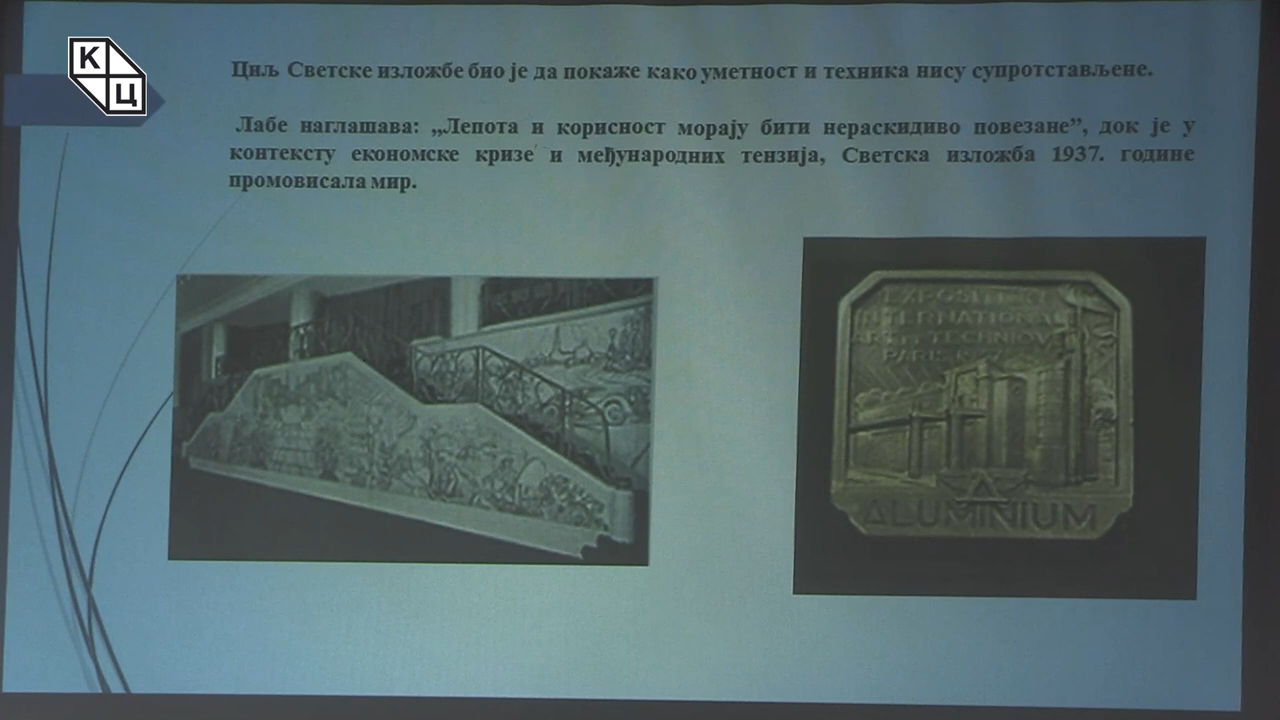 К
Ц
Циљ Светске изложбе био је да покаже како уметност и техника нису супротстављене.
Лабе наглашава: „Лепота и корисност морају бити нераскидиво повезане”, док је у
контексту економске кризе и међународних тензија, Светска изложба 1937. године
промовисала мир.
EXPOSITION
INTERNATIONALE
PARIS
ALUMINIUM